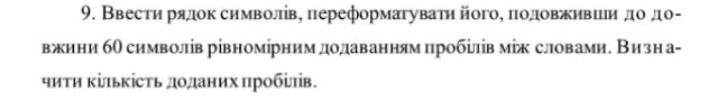 9. Ввести рядок символів, переформатувати його, подовживши до до-
вжини 60 символів рівномірним додаванням пробілів між словами. Визна-
чити кількість доданих пробілів.